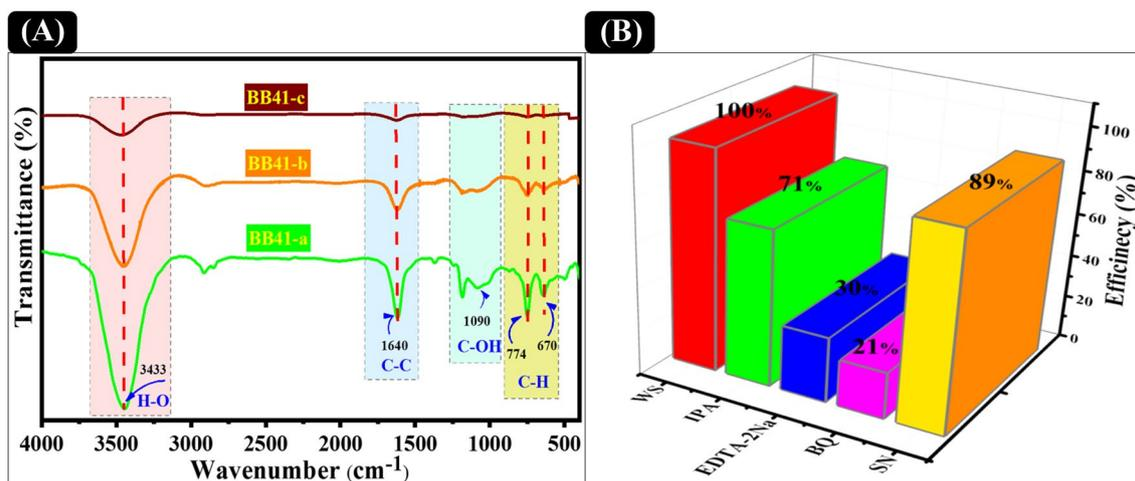 (A)
BB41-c
BB41-b
BB41-a
3433
H-O
1640
C-C
1090
C-OH
774
670
C-H
Transmittance (%)
4000 3500 3000 2500 2000 1500 1000 500
Wavenumber (cm-1)
(B)
100%
71%
30%
21%
89%
100
80
60
40
20
0
Efficimecy (%)
WS
IPA
EDTA-2Na
BQ
SN